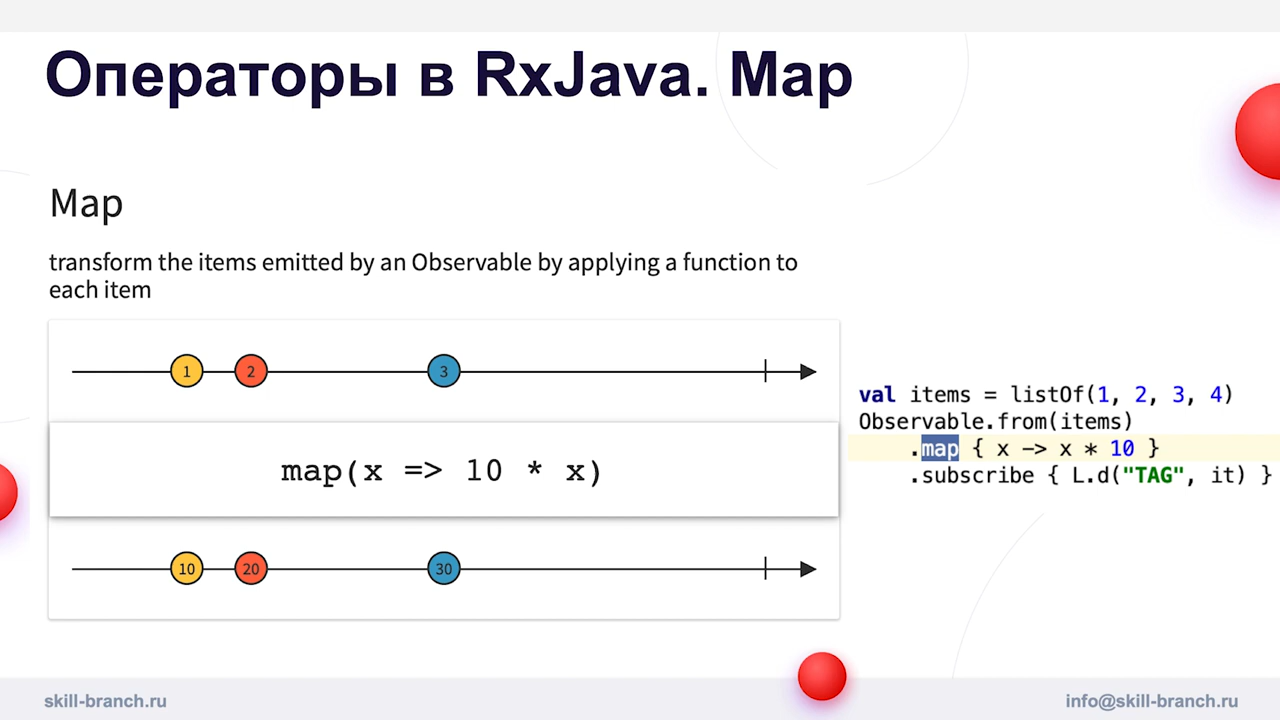 Операторы в RxJava. Map
Map
transform the items emitted by an Observable by applying a function to
each item
1 2 3
map(x => 10 * x)
10 20 30
val items = listOf(1, 2, 3, 4)
Observable.from(items)
.map { x -> x * 10 }
.subscribe { L.d("TAG", it) }
skill-branch.ru
info@skill-branch.ru